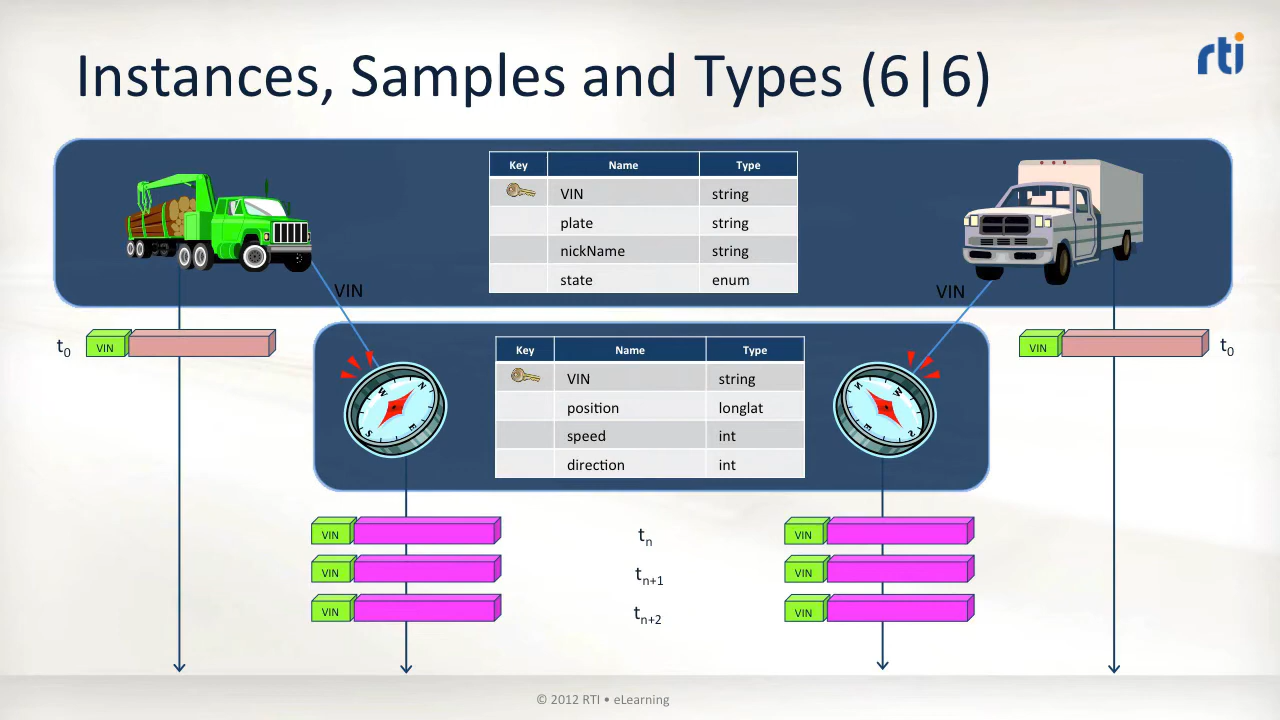 Instances, Samples and Types (6|6)
rti
Key Name Type
VIN string
plate string
nickName string
state enum
VIN
VIN
t0 VIN
VIN t0
Key Name Type
VIN string
position longlat
speed int
direction int
N
W
E
S
N
W
E
S
VIN tn VIN
VIN tn+1 VIN
VIN tn+2 VIN
© 2012 RTI • eLearning